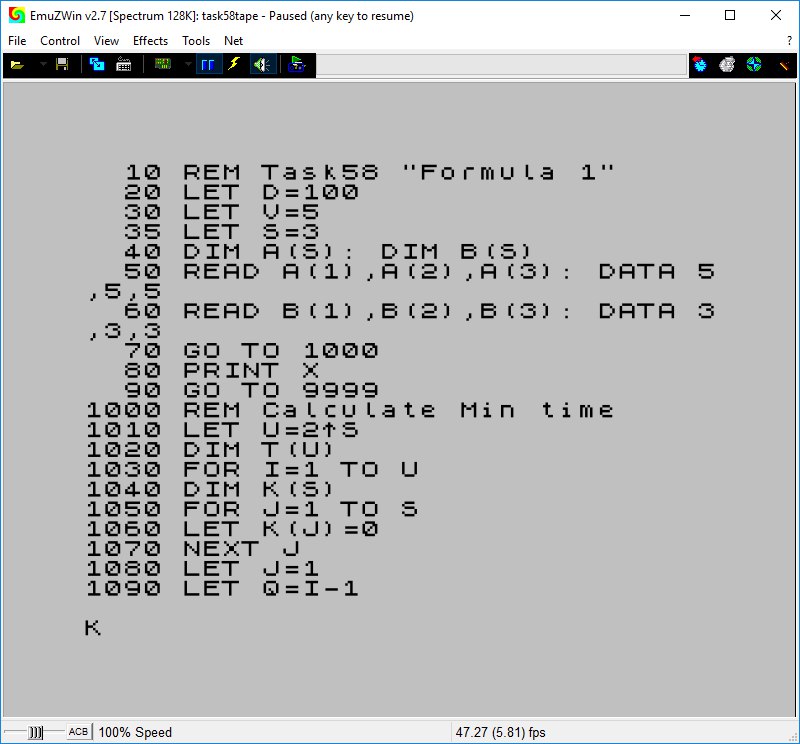 EmuZWin v2.7 [Spectrum 128K]: task58tape - Paused (any key to resume)
File Control View Effects Tools Net ?
10 REM Task58 "Formula 1"
20 LET D=100
30 LET V=5
35 LET S=3
40 DIM A(S): DIM B(S)
50 READ A(1),A(2),A(3): DATA 5
,5,5
60 READ B(1),B(2),B(3): DATA 3
,3,3
70 GO TO 1000
80 PRINT X
90 GO TO 9999
1000 REM Calculate Min time
1010 LET U=2↑S
1020 DIM T(U)
1030 FOR I=1 TO U
1040 DIM K(S)
1050 FOR J=1 TO S
1060 LET K(J)=0
1070 NEXT J
1080 LET J=1
1090 LET Q=I-1
K
ACB 100% Speed 47.27 (5.81) fps